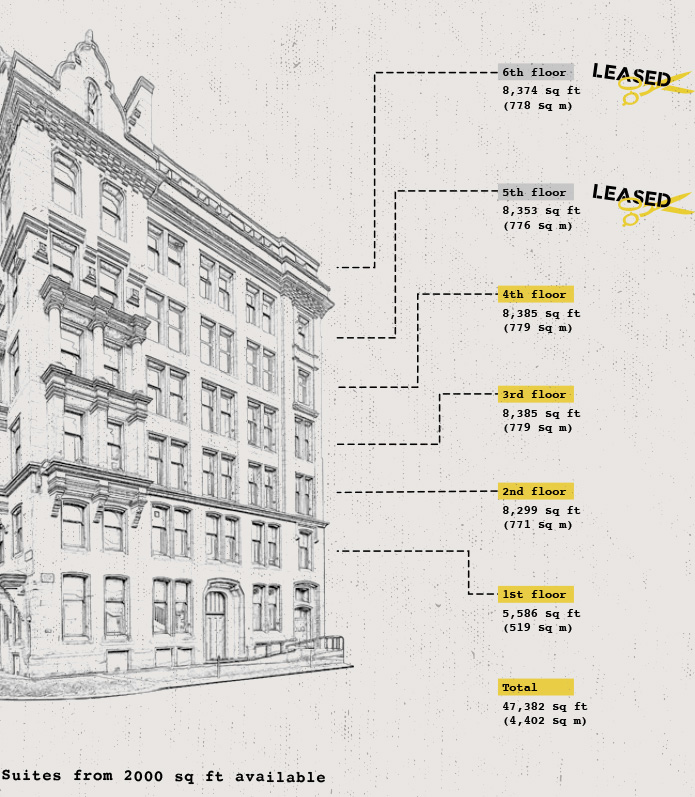 6th floor
LEASED
8,374 sq ft
(778 sq m)
5th floor
LEASED
8,353 sq ft
(776 sq m)
4th floor
8,385 sq ft
(779 sq m)
3rd floor
8,385 sq ft
(779 sq m)
2nd floor
8,299 sq ft
(771 sq m)
1st floor
5,586 sq ft
(519 sq m)
Total
47,382 sq ft
(4,402 sq m)
Suites from 2000 sq ft available